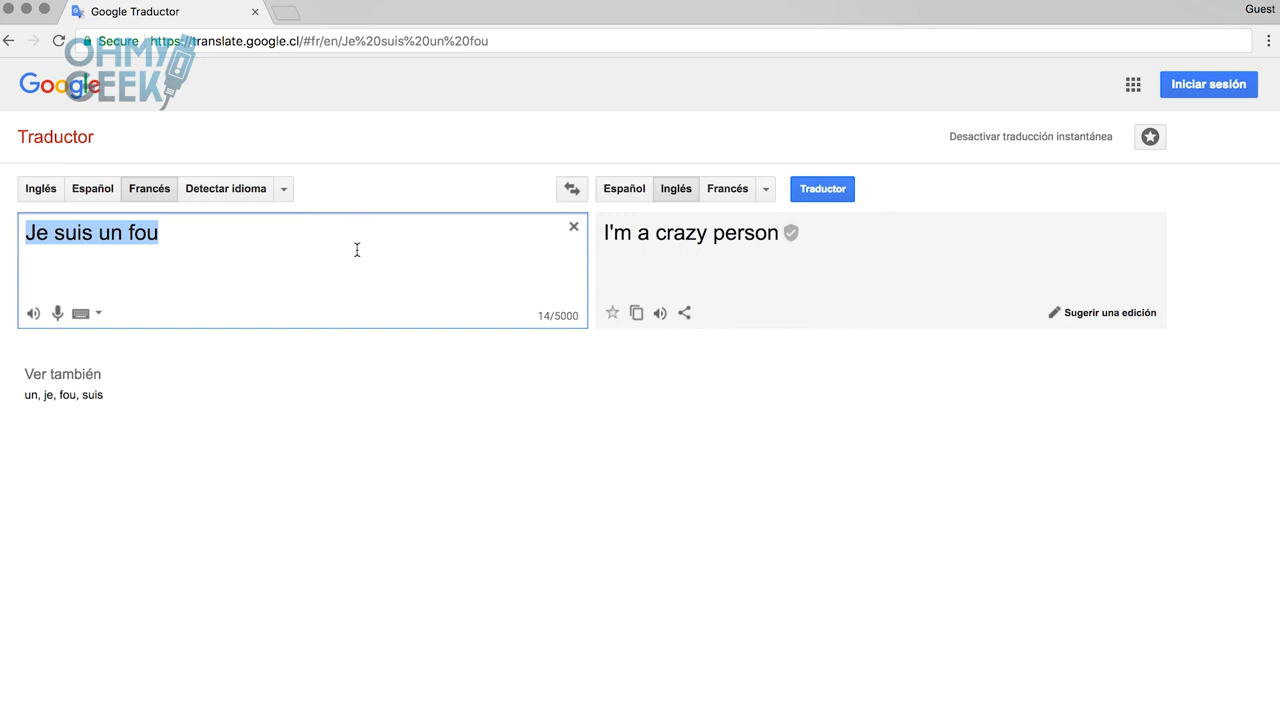 Google Traductor
Guest
Secure https://translate.google.cl/#fr/en/Je%20suis%20un%20fou
OHMY
GEEK
Google
Iniciar sesión
Traductor
Desactivar traducción instantánea
Inglés Español Francés Detectar idioma
Español Inglés Francés Traductor
Je suis un fou
I'm a crazy person
14/5000
Sugerir una edición
Ver también
un, je, fou, suis